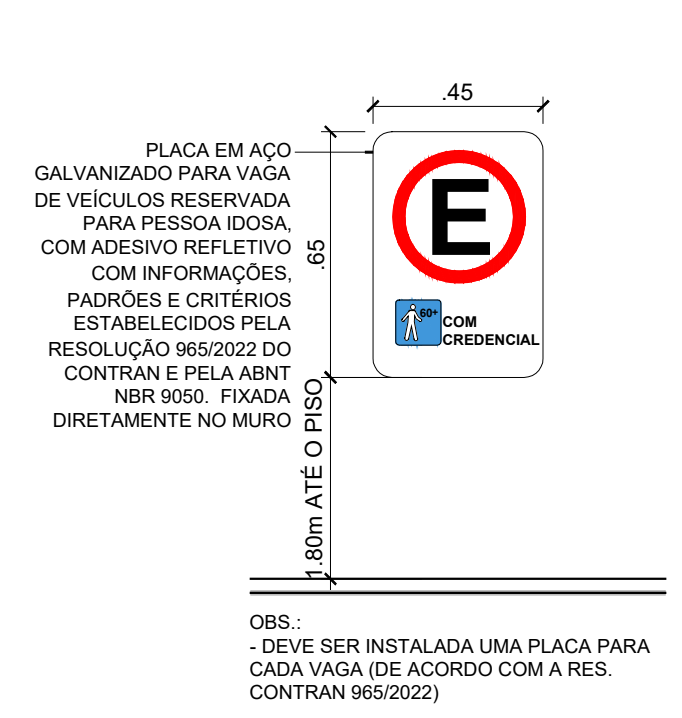 .45
PLACA EM AÇO
GALVANIZADO PARA VAGA
DE VEÍCULOS RESERVADA
PARA PESSOA IDOSA,
COM ADESIVO REFLETIVO
COM INFORMAÇÕES,
PADRÕES E CRITÉRIOS
ESTABELECIDOS PELA
RESOLUÇÃO 965/2022 DO
CONTRAN E PELA ABNT
NBR 9050. FIXADA
DIRETAMENTE NO MURO
.65
E
60+
COM
CREDENCIAL
1.80m ATÉ O PISO
OBS.:
- DEVE SER INSTALADA UMA PLACA PARA
CADA VAGA (DE ACORDO COM A RES.
CONTRAN 965/2022)